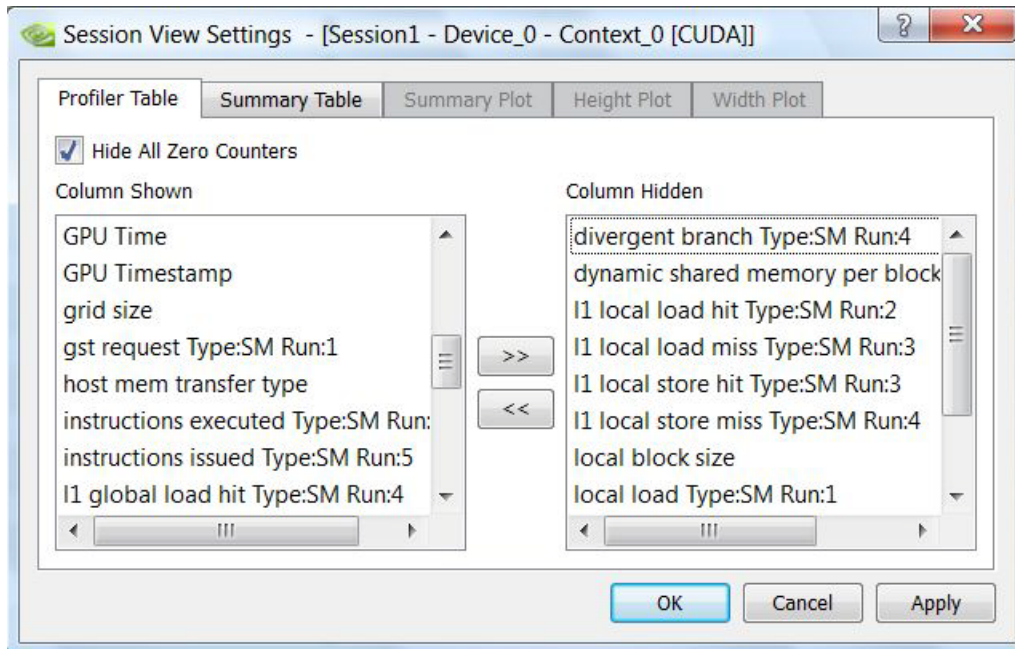 Session View Settings - [Session1 - Device_0 - Context_0 [CUDA]]
Profiler Table Summary Table Summary Plot Height Plot Width Plot
Hide All Zero Counters
Column Shown
GPU Time
GPU Timestamp
grid size
gst request Type:SM Run:1
host mem transfer type
instructions executed Type:SM Run:
instructions issued Type:SM Run:5
l1 global load hit Type:SM Run:4
>>
<<
Column Hidden
divergent branch Type:SM Run:4
dynamic shared memory per block
l1 local load hit Type:SM Run:2
l1 local load miss Type:SM Run:3
l1 local store hit Type:SM Run:3
l1 local store miss Type:SM Run:4
local block size
local load Type:SM Run:1
OK Cancel Apply